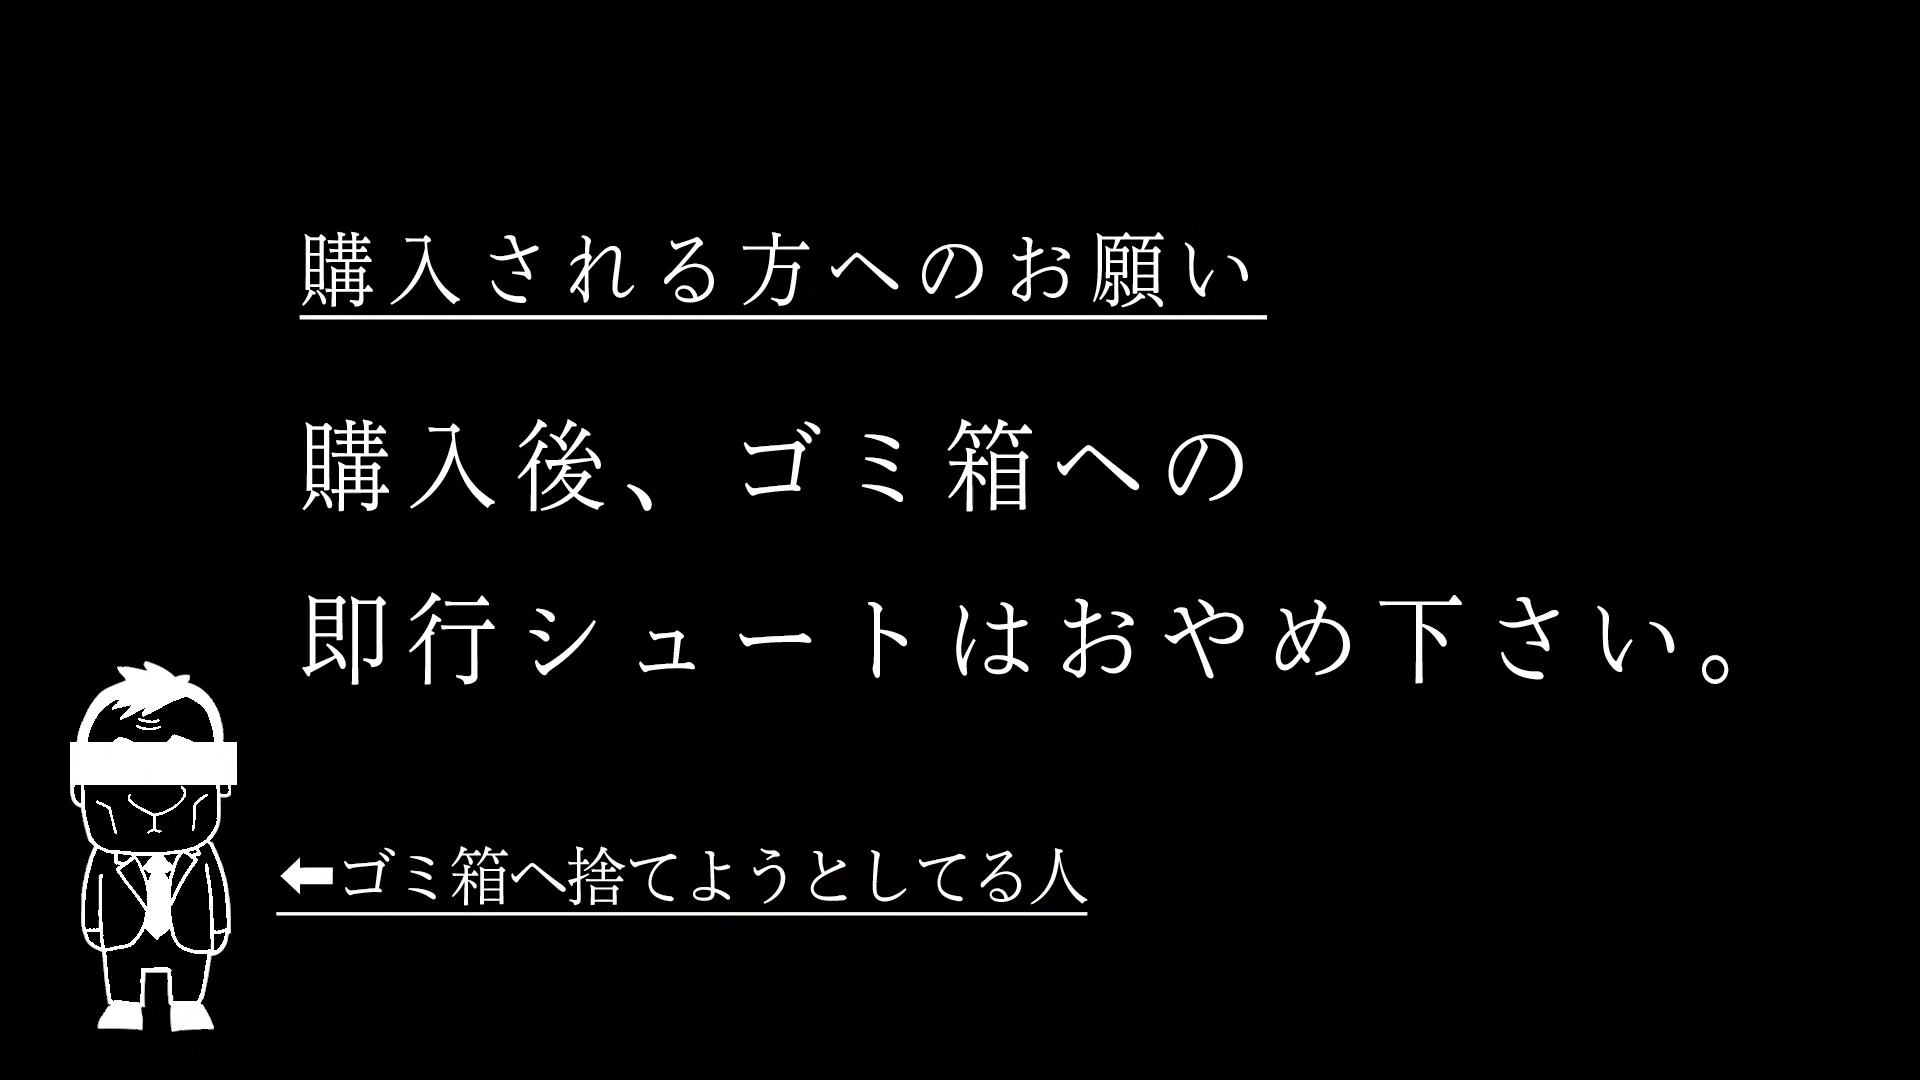 購入される方へのお願い
購入後、ゴミ箱への
即行シュートはおやめ下さい。
⬅ゴミ箱へ捨てようとしてる人